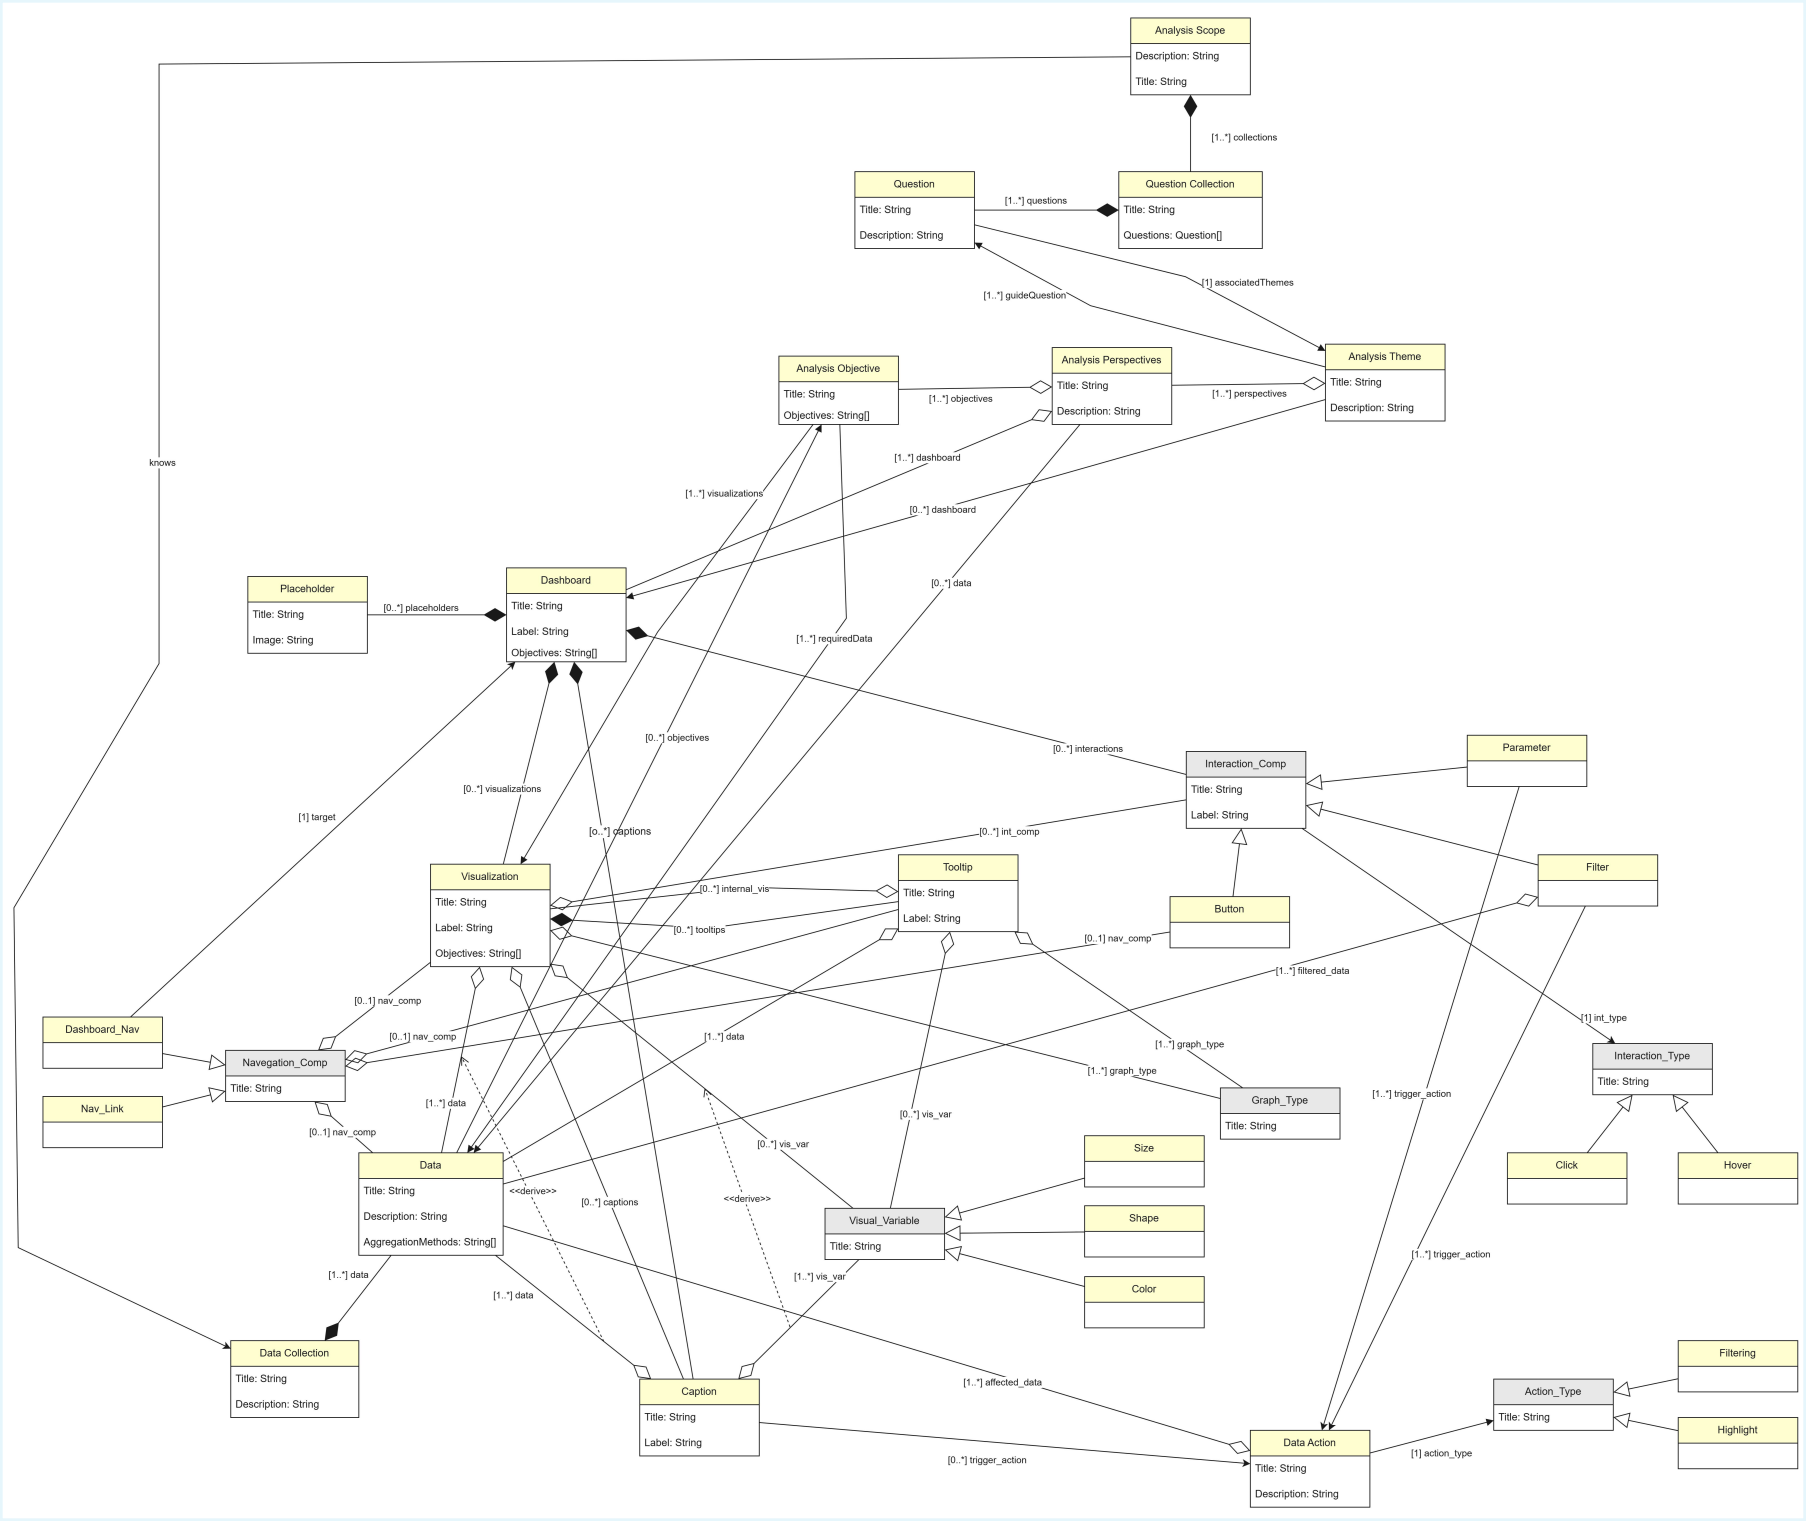 Analysis Scope
Description: String
Title: String
[1..*] collections
Question
Title: String
Description: String
[1..*] questions
Question Collection
Title: String
Questions: Question[]
[1] associatedThemes
[1..*] guideQuestion
Analysis Objective
Title: String
Objectives: String[]
[1..*] objectives
Analysis Perspectives
Title: String
Description: String
[1..*] perspectives
Analysis Theme
Title: String
Description: String
knows
[1..*] dashboard
[1..*] visualizations
[0..*] dashboard
[0..*] data
Placeholder
Title: String
Image: String
[0..*] placeholders
Dashboard
Title: String
Label: String
Objectives: String[]
[1..*] requiredData
[0..*] objectives
[0..*] interactions
Interaction_Comp
Title: String
Label: String
Parameter
[0..*] visualizations
[1] target
[o..*] captions
[0..*] int_comp
Visualization
Title: String
Label: String
Objectives: String[]
[0..*] internal_vis
[0..*] tooltips
Tooltip
Title: String
Label: String
Filter
Button
[0..1] nav_comp
[1..*] filtered_data
[0..1] nav_comp
[1] int_type
Dashboard_Nav
[0..1] nav_comp
[1..*] data
[1..*] graph_type
Navegation_Comp
Title: String
Interaction_Type
Title: String
[1..*] graph_type
Graph_Type
Title: String
[1..*] trigger_action
Nav_Link
[1..*] data
[0..*] vis_var
[0..1] nav_comp
[0..*] vis_var
Size
Data
Title: String
Description: String
AggregationMethods: String[]
Click
Hover
<<derive>>
[0..*] captions
<<derive>>
Visual_Variable
Title: String
Shape
[1..*] trigger_action
[1..*] data
[1..*] vis_var
[1..*] data
Color
Data Collection
Title: String
Description: String
Filtering
[1..*] affected_data
Caption
Title: String
Label: String
Action_Type
Title: String
Highlight
Data Action
Title: String
Description: String
[1] action_type
[0..*] trigger_action